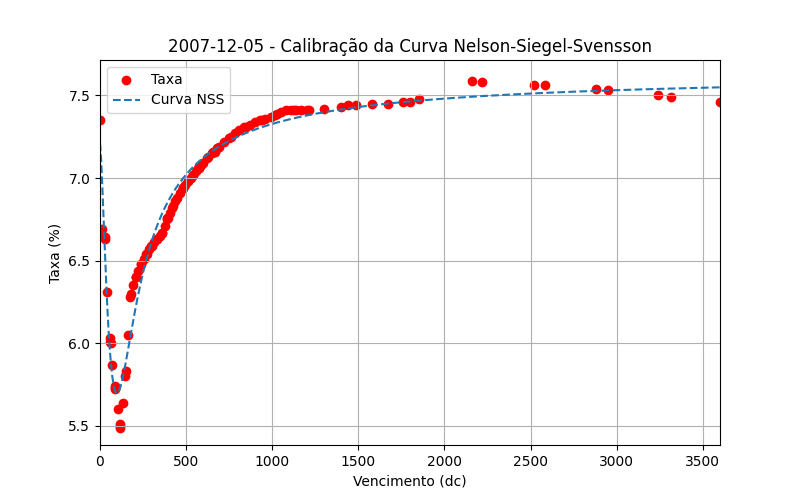 2007-12-05 - Calibração da Curva Nelson-Siegel-Svensson
Taxa
Curva NSS
Taxa (%)
7.5
7.0
6.5
6.0
5.5
0 500 1000 1500 2000 2500 3000 3500
Vencimento (dc)